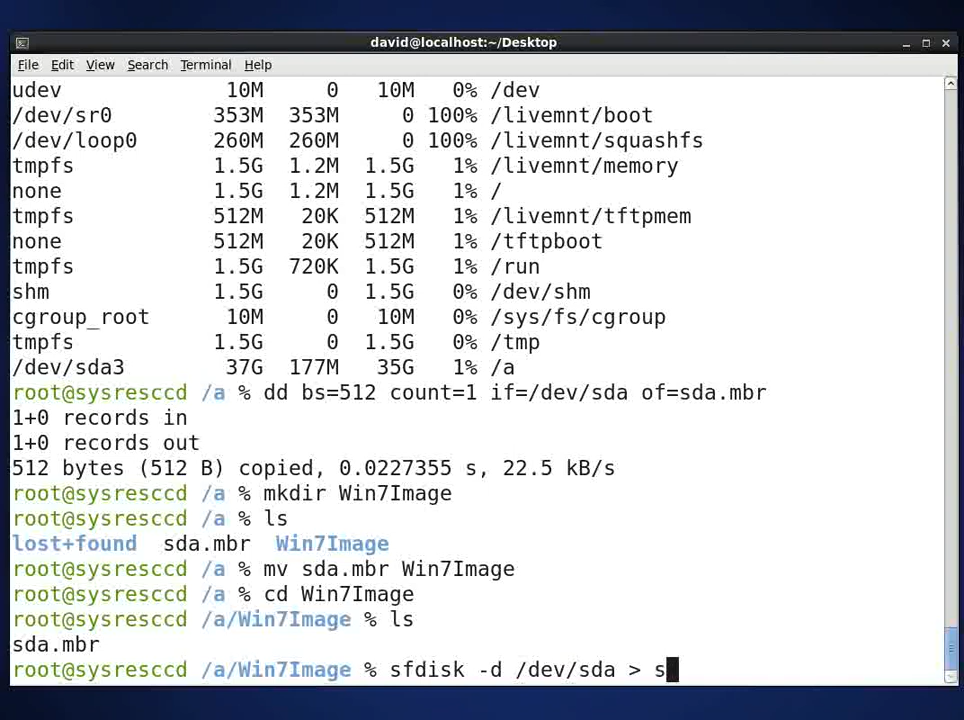 david@localhost:~/Desktop
File Edit View Search Terminal Help
udev 10M 0 10M 0% /dev
/dev/sr0 353M 353M 0 100% /livemnt/boot
/dev/loop0 260M 260M 0 100% /livemnt/squashfs
tmpfs 1.5G 1.2M 1.5G 1% /livemnt/memory
none 1.5G 1.2M 1.5G 1% /
tmpfs 512M 20K 512M 1% /livemnt/tftpmem
none 512M 20K 512M 1% /tftpboot
tmpfs 1.5G 720K 1.5G 1% /run
shm 1.5G 0 1.5G 0% /dev/shm
cgroup_root 10M 0 10M 0% /sys/fs/cgroup
tmpfs 1.5G 0 1.5G 0% /tmp
/dev/sda3 37G 177M 35G 1% /a
root@sysresccd /a % dd bs=512 count=1 if=/dev/sda of=sda.mbr
1+0 records in
1+0 records out
512 bytes (512 B) copied, 0.0227355 s, 22.5 kB/s
root@sysresccd /a % mkdir Win7Image
root@sysresccd /a % ls
lost+found sda.mbr Win7Image
root@sysresccd /a % mv sda.mbr Win7Image
root@sysresccd /a % cd Win7Image
root@sysresccd /a/Win7Image % ls
sda.mbr
root@sysresccd /a/Win7Image % sfdisk -d /dev/sda > s